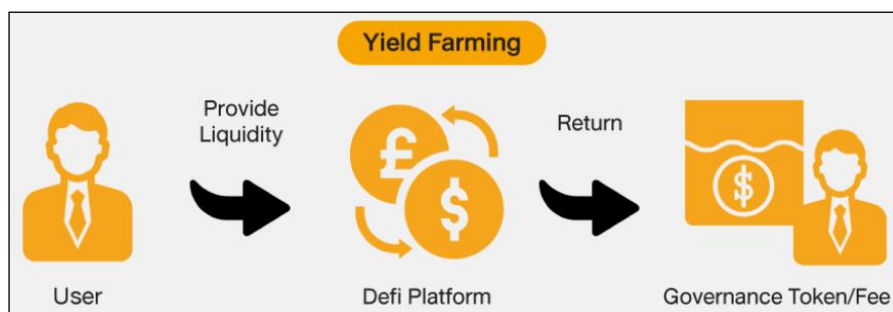 Yield Farming
Provide
Liquidity
Return
£
$
$
User
Defi Platform
Governance Token/Fee